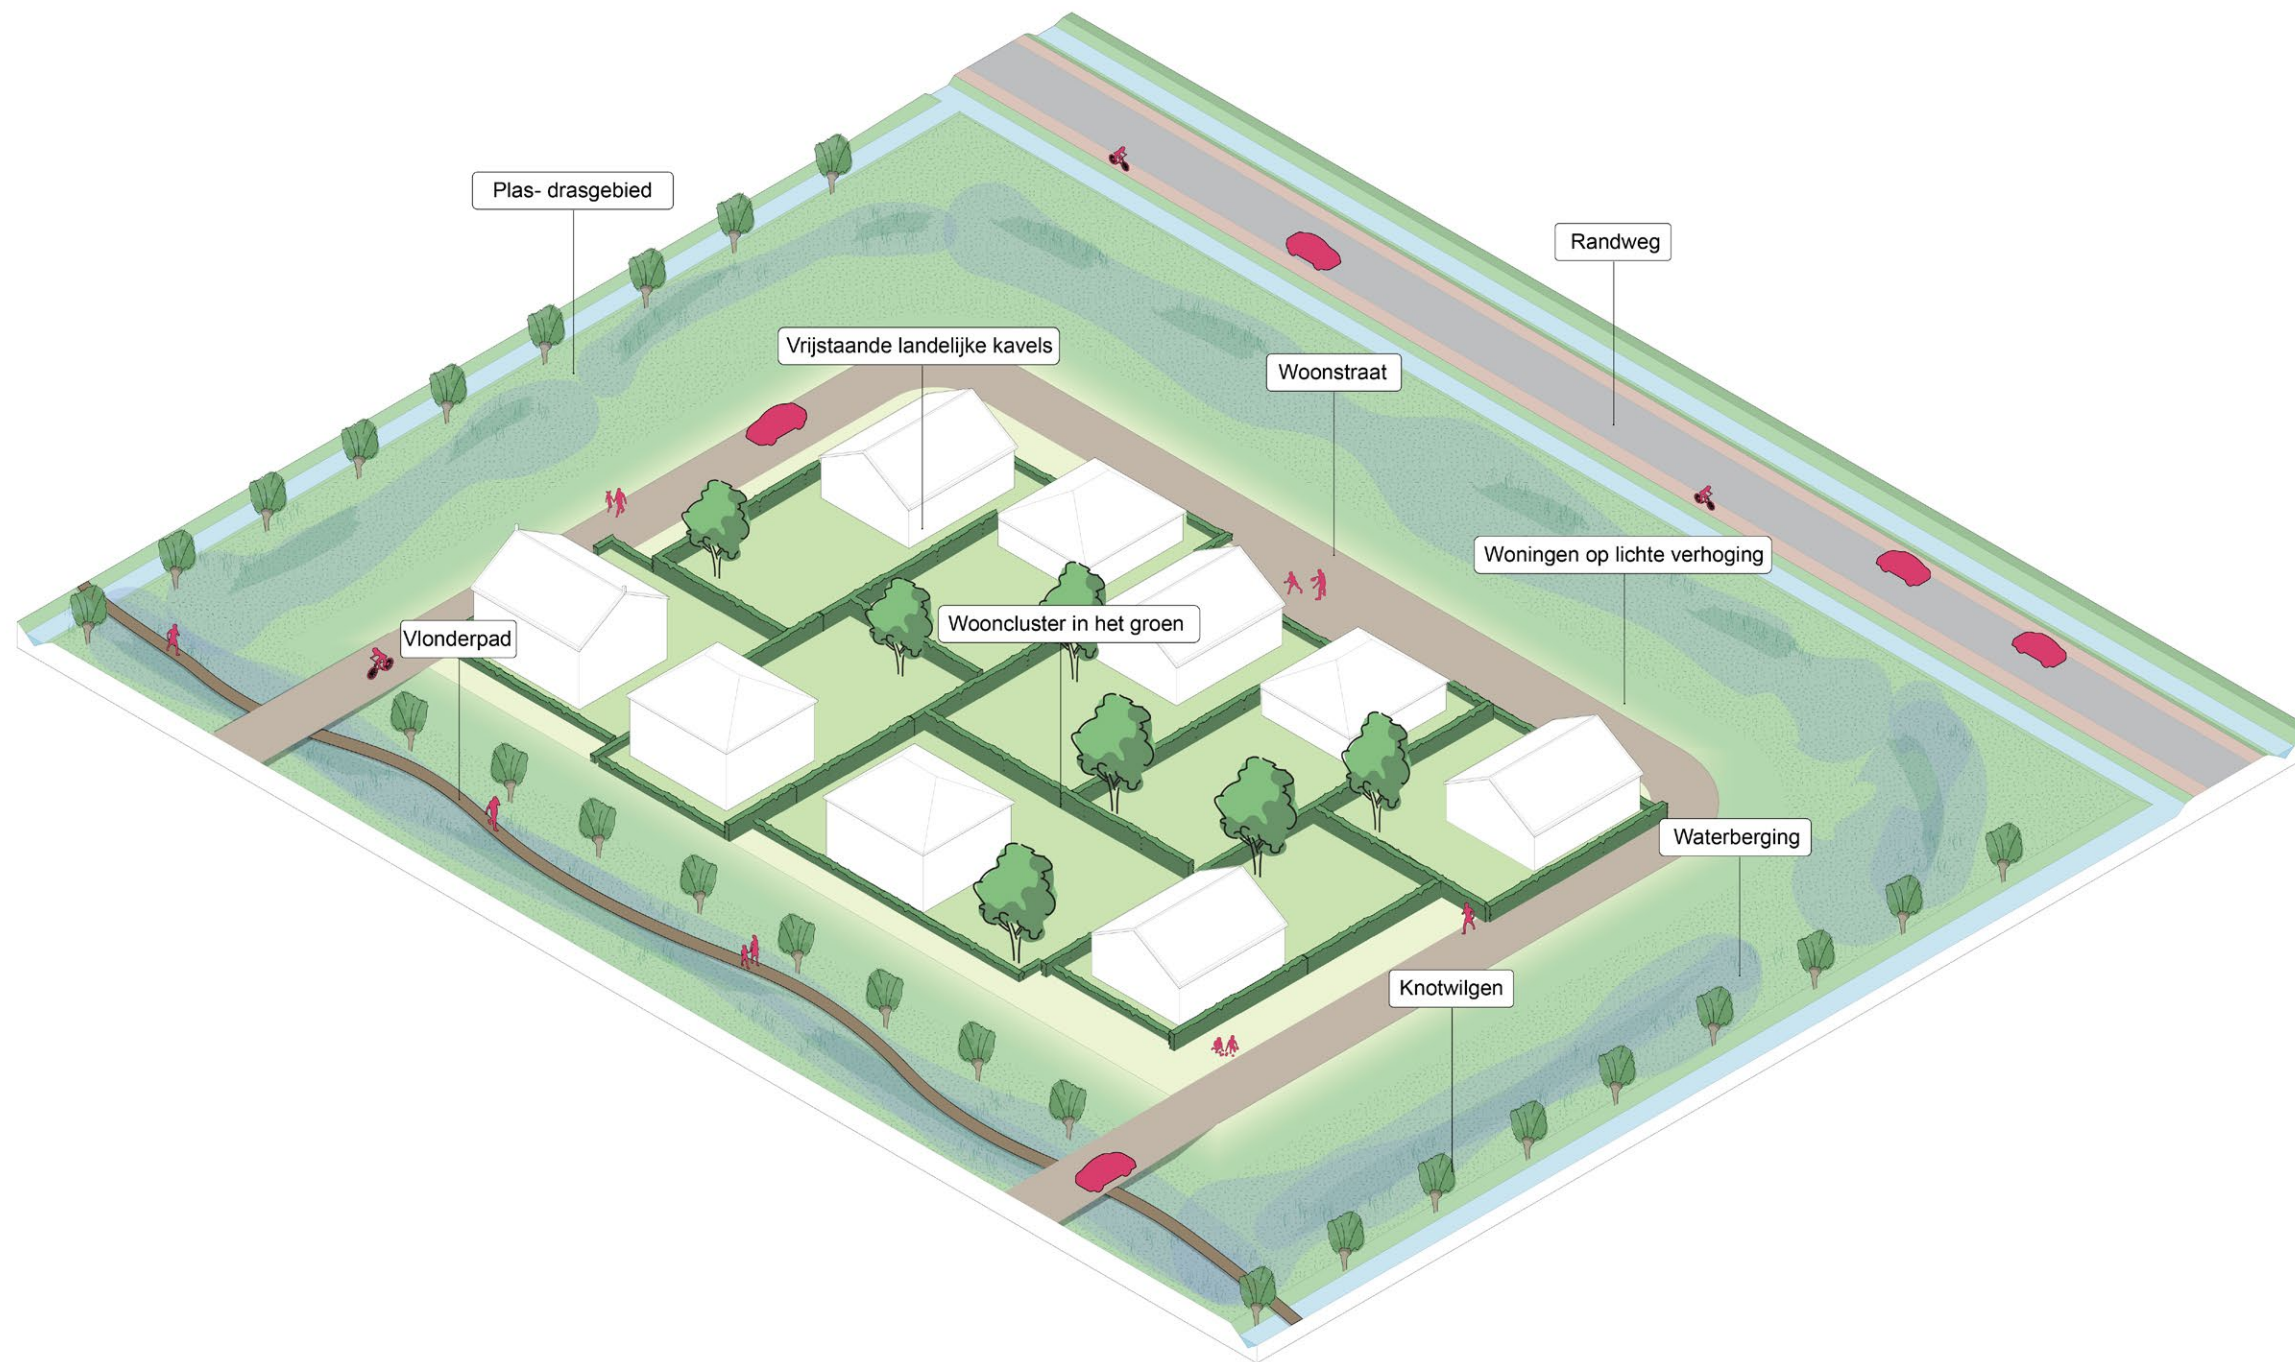 Plas- drasgebied
Randweg
Vrijstaande landelijke kavels
Woonstraat
Woningen op lichte verhoging
Wooncluster in het groen
Vlonderpad
Waterberging
Knotwilgen